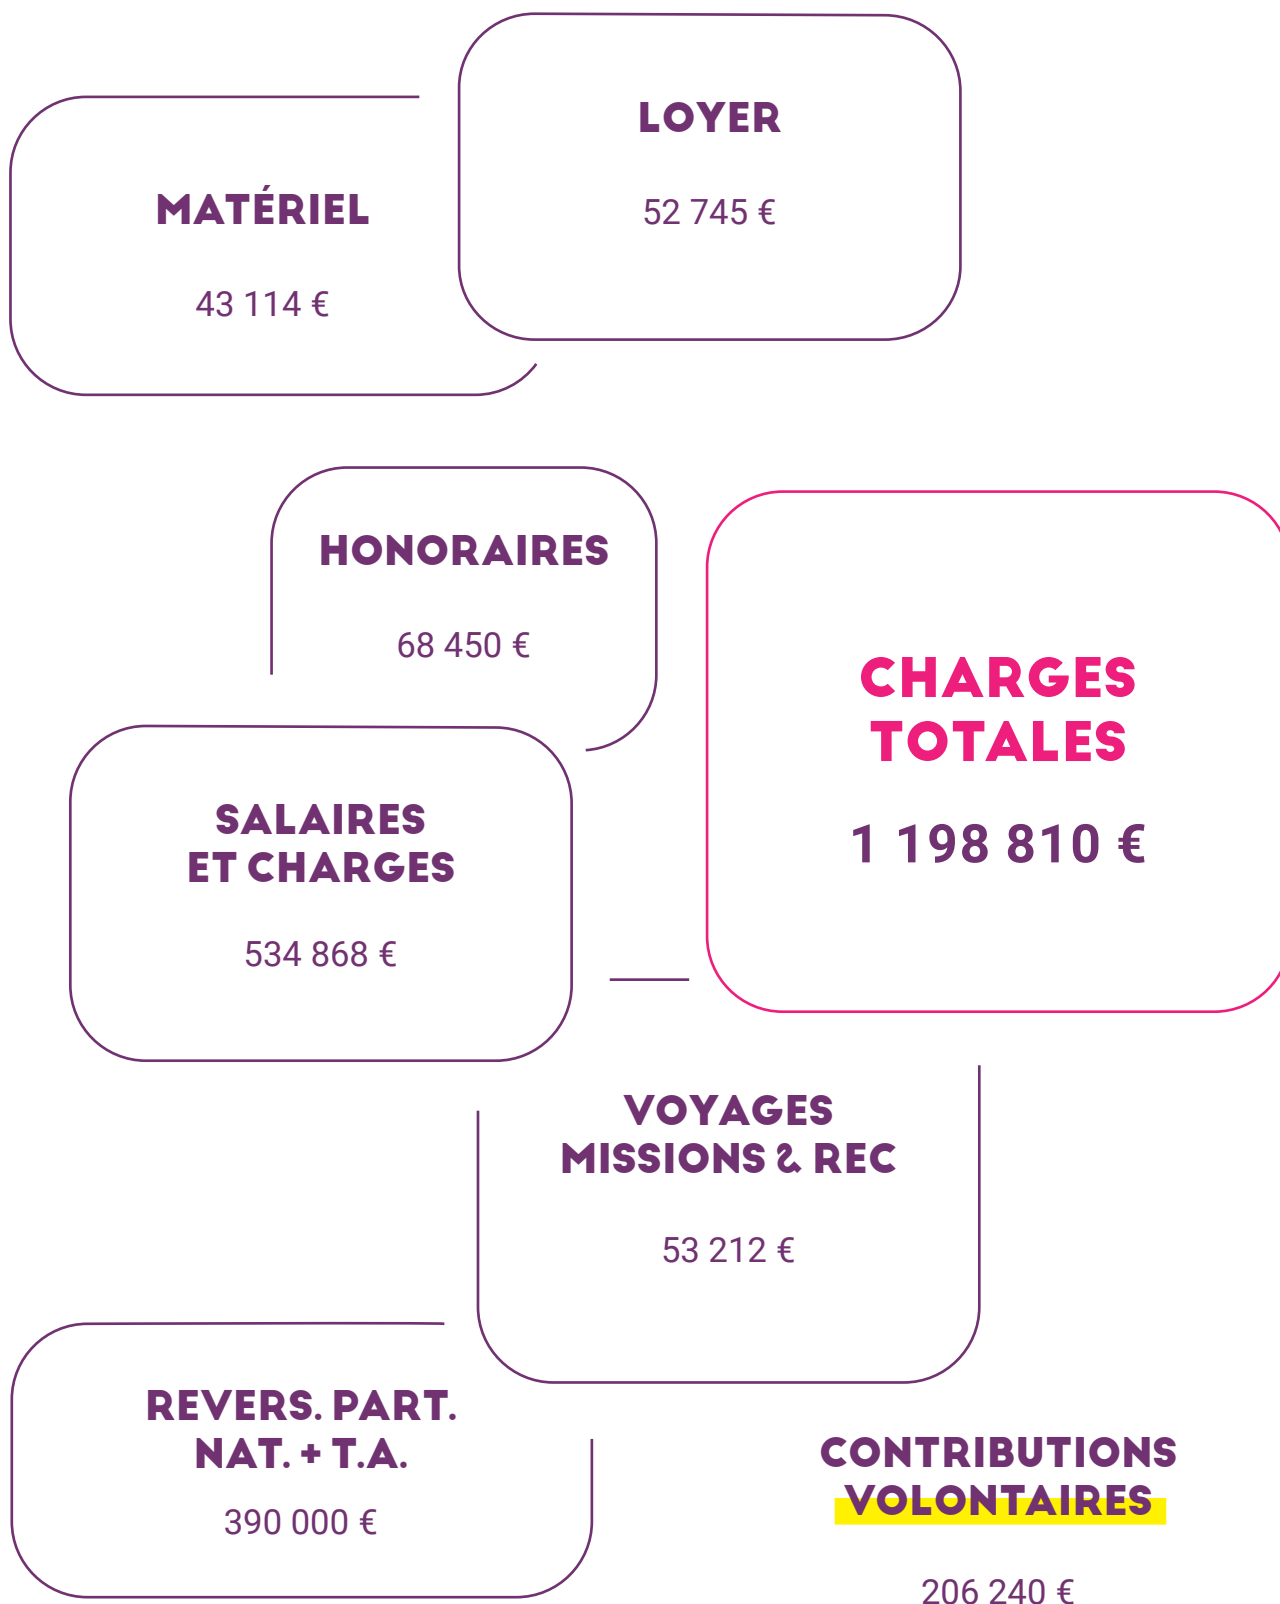 LOYER
52 745 €
MATÉRIEL
43 114 €
HONORAIRES
68 450 €
CHARGES
TOTALES
1 198 810 €
SALAIRES
ET CHARGES
534 868 €
VOYAGES
MISSIONS & REC
53 212 €
REVERS. PART.
NAT. + T.A.
390 000 €
CONTRIBUTIONS
VOLONTAIRES
206 240 €